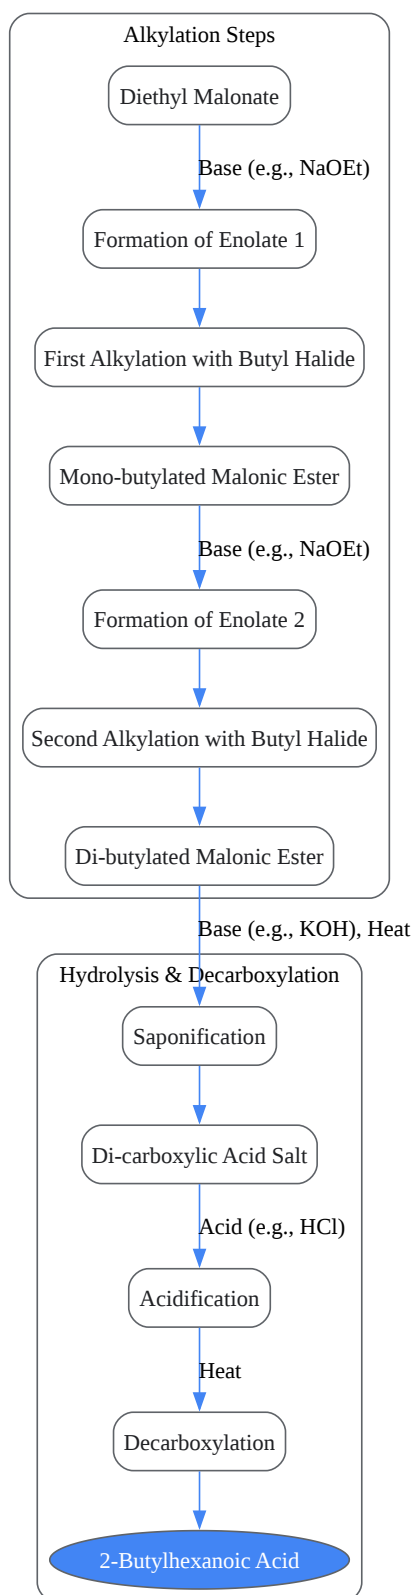 Alkylation Steps
Diethyl Malonate
Base (e.g., NaOEt)
Formation of Enolate 1
First Alkylation with Butyl Halide
Mono-butylated Malonic Ester
Base (e.g., NaOEt)
Formation of Enolate 2
Second Alkylation with Butyl Halide
Di-butylated Malonic Ester
Base (e.g., KOH), Heat
Hydrolysis & Decarboxylation
Saponification
Di-carboxylic Acid Salt
Acid (e.g., HCl)
Acidification
Heat
Decarboxylation
2-Butylhexanoic Acid